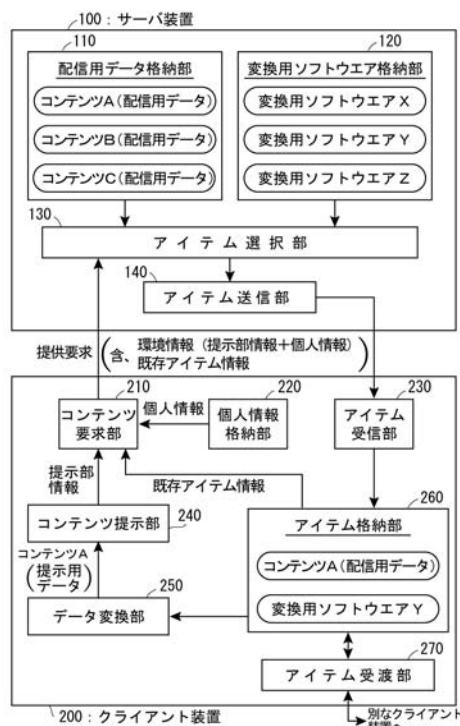 100：サーバ装置
110
配信用データ格納部
コンテンツA（配信用データ）
コンテンツB（配信用データ）
コンテンツC（配信用データ）
120
変換用ソフトウエア格納部
変換用ソフトウエアX
変換用ソフトウエアY
変換用ソフトウエアZ
130
アイテム選択部
140
アイテム送信部
提供要求
（含、環境情報（提示部情報＋個人情報）
既存アイテム情報）
210
コンテンツ
要求部
個人情報
220
個人情報
格納部
230
アイテム
受信部
提示部
情報
既存アイテム情報
コンテンツ提示部
240
260
アイテム格納部
コンテンツA（配信用データ）
変換用ソフトウエアY
コンテンツA
（提示用
データ）
250
データ変換部
270
アイテム受渡部
200：クライアント装置
別なクライアント